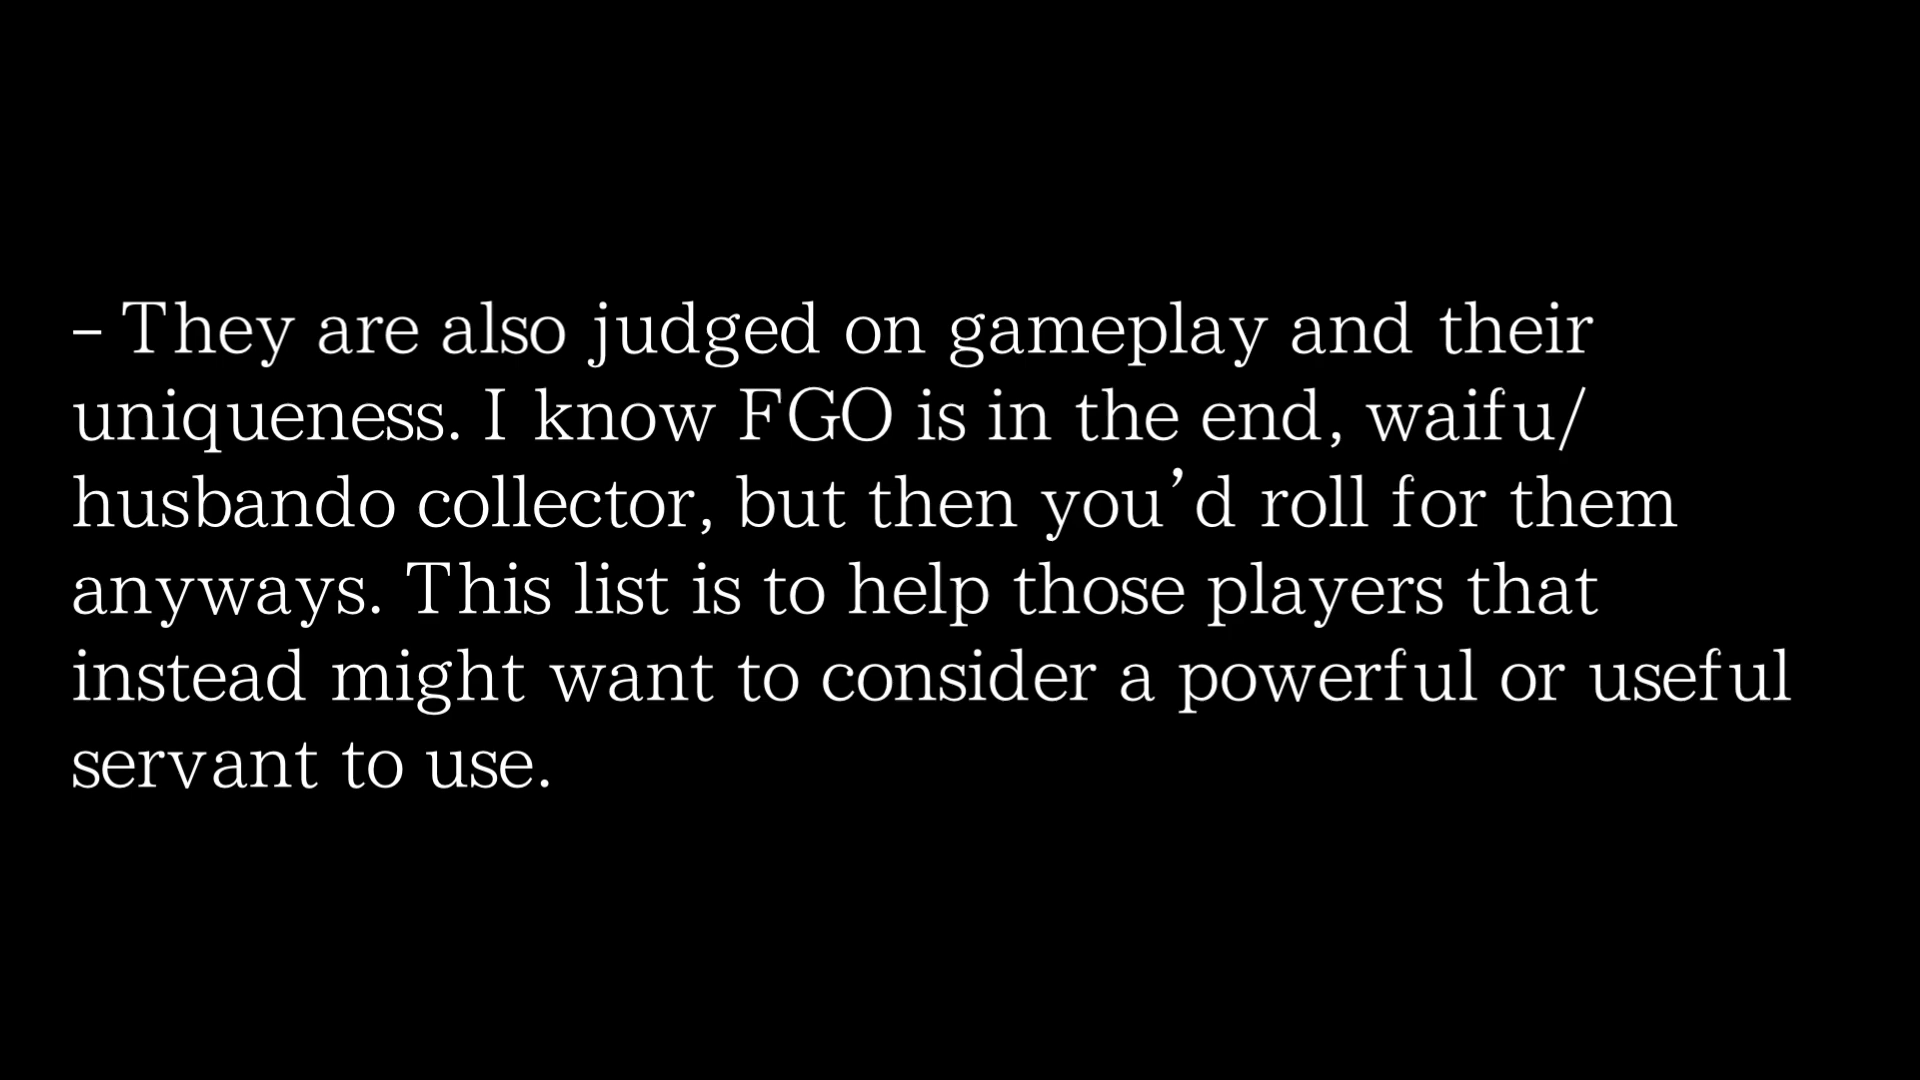 – They are also judged on gameplay and their
uniqueness. I know FGO is in the end, waifu/
husbando collector, but then you’d roll for them
anyways. This list is to help those players that
instead might want to consider a powerful or useful
servant to use.